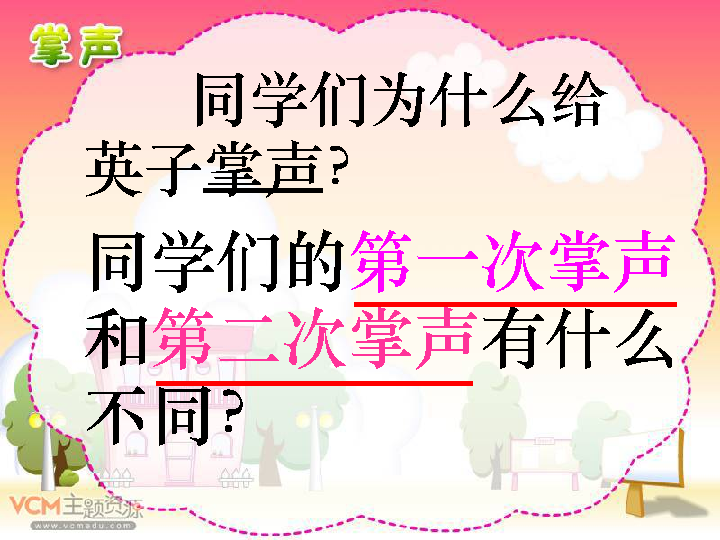 掌声
同学们为什么给
英子掌声?
同学们的第一次掌声
和第二次掌声有什么
不同?
VCM主题资源
www.vcmedu.com